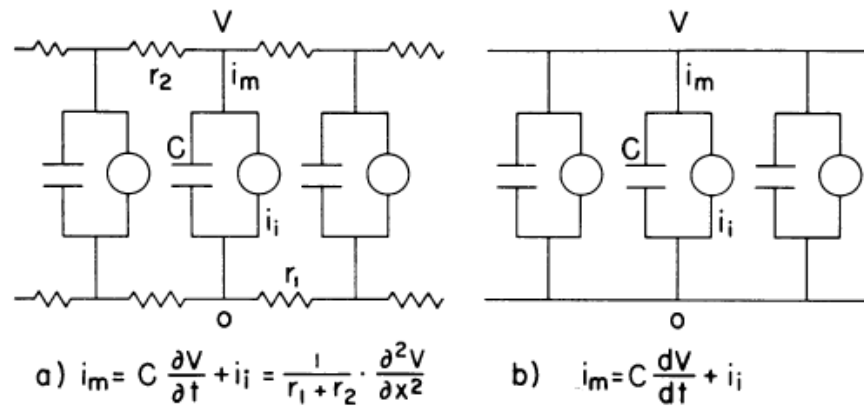 V V
r₂ iₘ iₘ
C C
iᵢ iᵢ
r₁
o o
a) iₘ = C ∂V/∂t + iᵢ = 1/(r₁ + r₂) · ∂²V/∂x² b) iₘ = C dV/dt + iᵢ